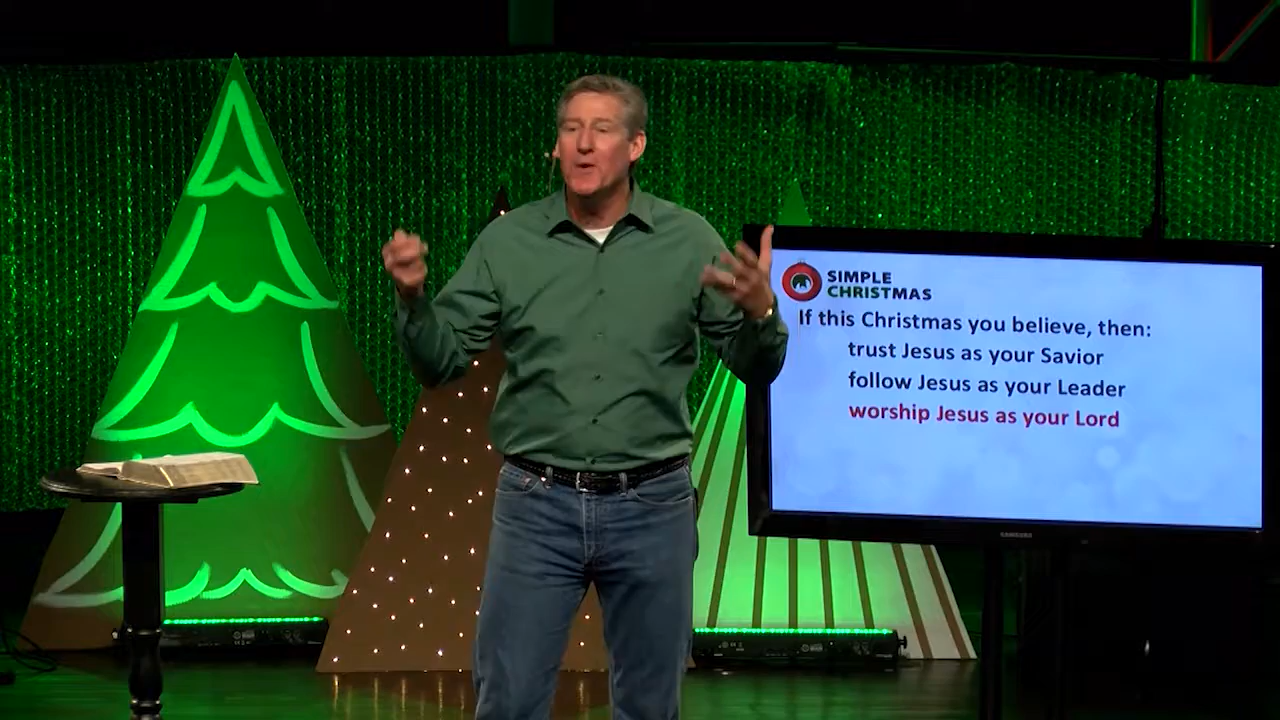 SIMPLE
CHRISTMAS
If this Christmas you believe, then:
trust Jesus as your Savior
follow Jesus as your Leader
worship Jesus as your Lord
SAMSUNG